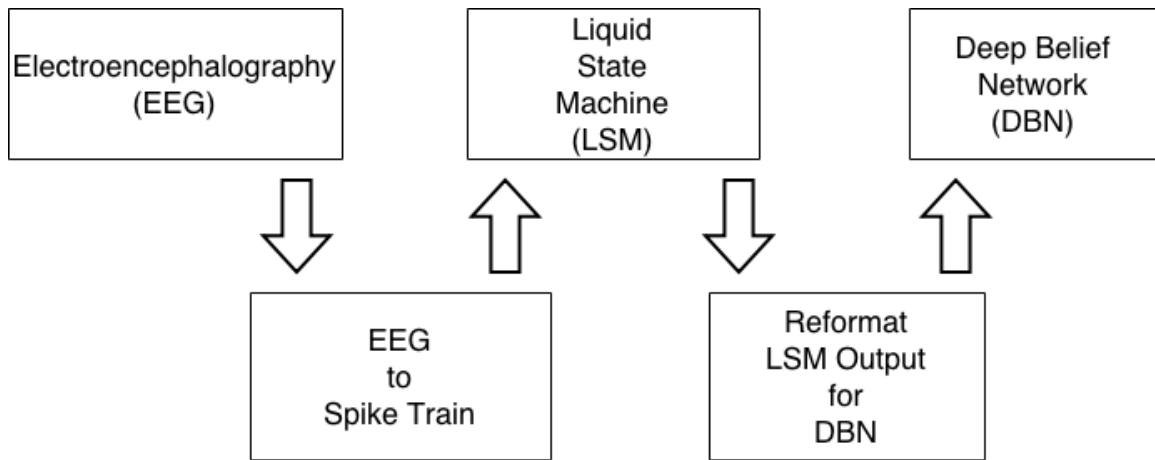 Electroencephalography
(EEG)
Liquid
State
Machine
(LSM)
Deep Belief
Network
(DBN)
EEG
to
Spike Train
Reformat
LSM Output
for
DBN